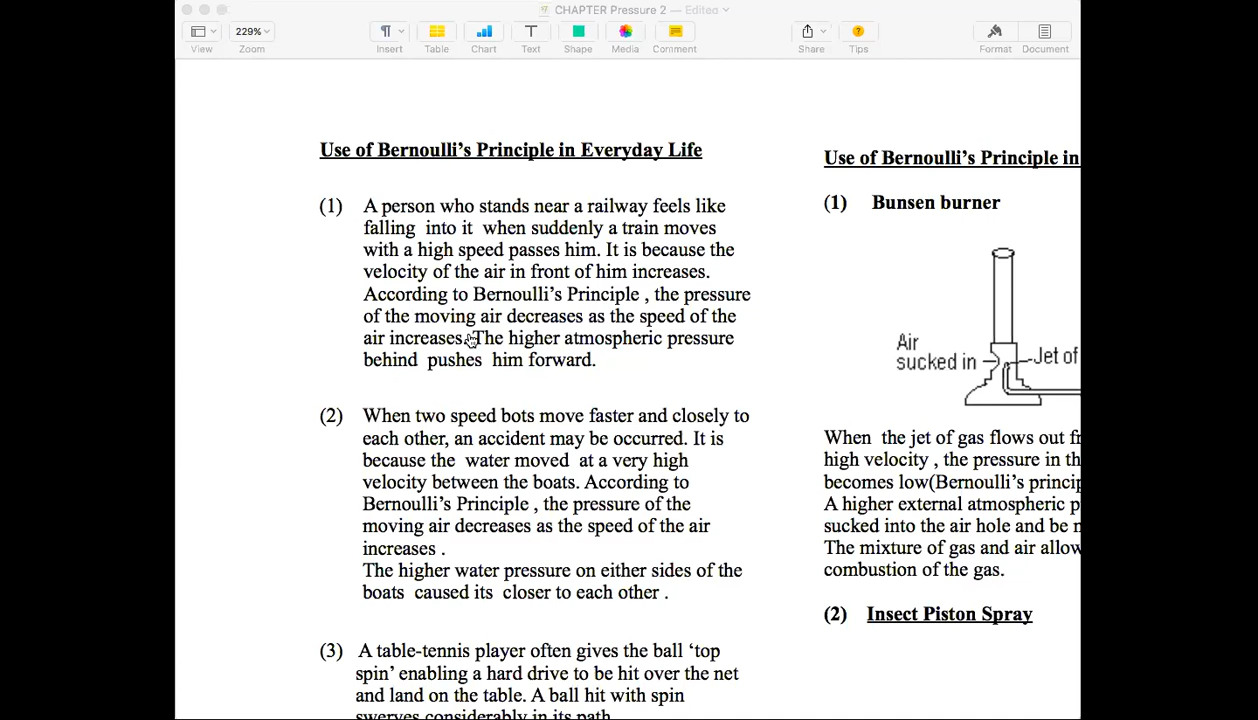 CHAPTER Pressure 2 — Edited
229%
View
Zoom
Insert
Table
Chart
Text
Shape
Media
Comment
Share
Tips
Format
Document
Use of Bernoulli's Principle in Everyday Life
(1) A person who stands near a railway feels like
falling into it when suddenly a train moves
with a high speed passes him. It is because the
velocity of the air in front of him increases.
According to Bernoulli's Principle , the pressure
of the moving air decreases as the speed of the
air increases. The higher atmospheric pressure
behind pushes him forward.
(2) When two speed bots move faster and closely to
each other, an accident may be occurred. It is
because the water moved at a very high
velocity between the boats. According to
Bernoulli's Principle , the pressure of the
moving air decreases as the speed of the air
increases .
The higher water pressure on either sides of the
boats caused its closer to each other .
(3) A table-tennis player often gives the ball 'top
spin' enabling a hard drive to be hit over the net
and land on the table. A ball hit with spin
swerves considerably in its path.
Use of Bernoulli's Principle in
(1) Bunsen burner
Air
sucked in
Jet of
When the jet of gas flows out
high velocity , the pressure in
becomes low(Bernoulli's
A higher external atmospheric
sucked into the air hole and be
The mixture of gas and air
combustion of the gas.
(2) Insect Piston Spray